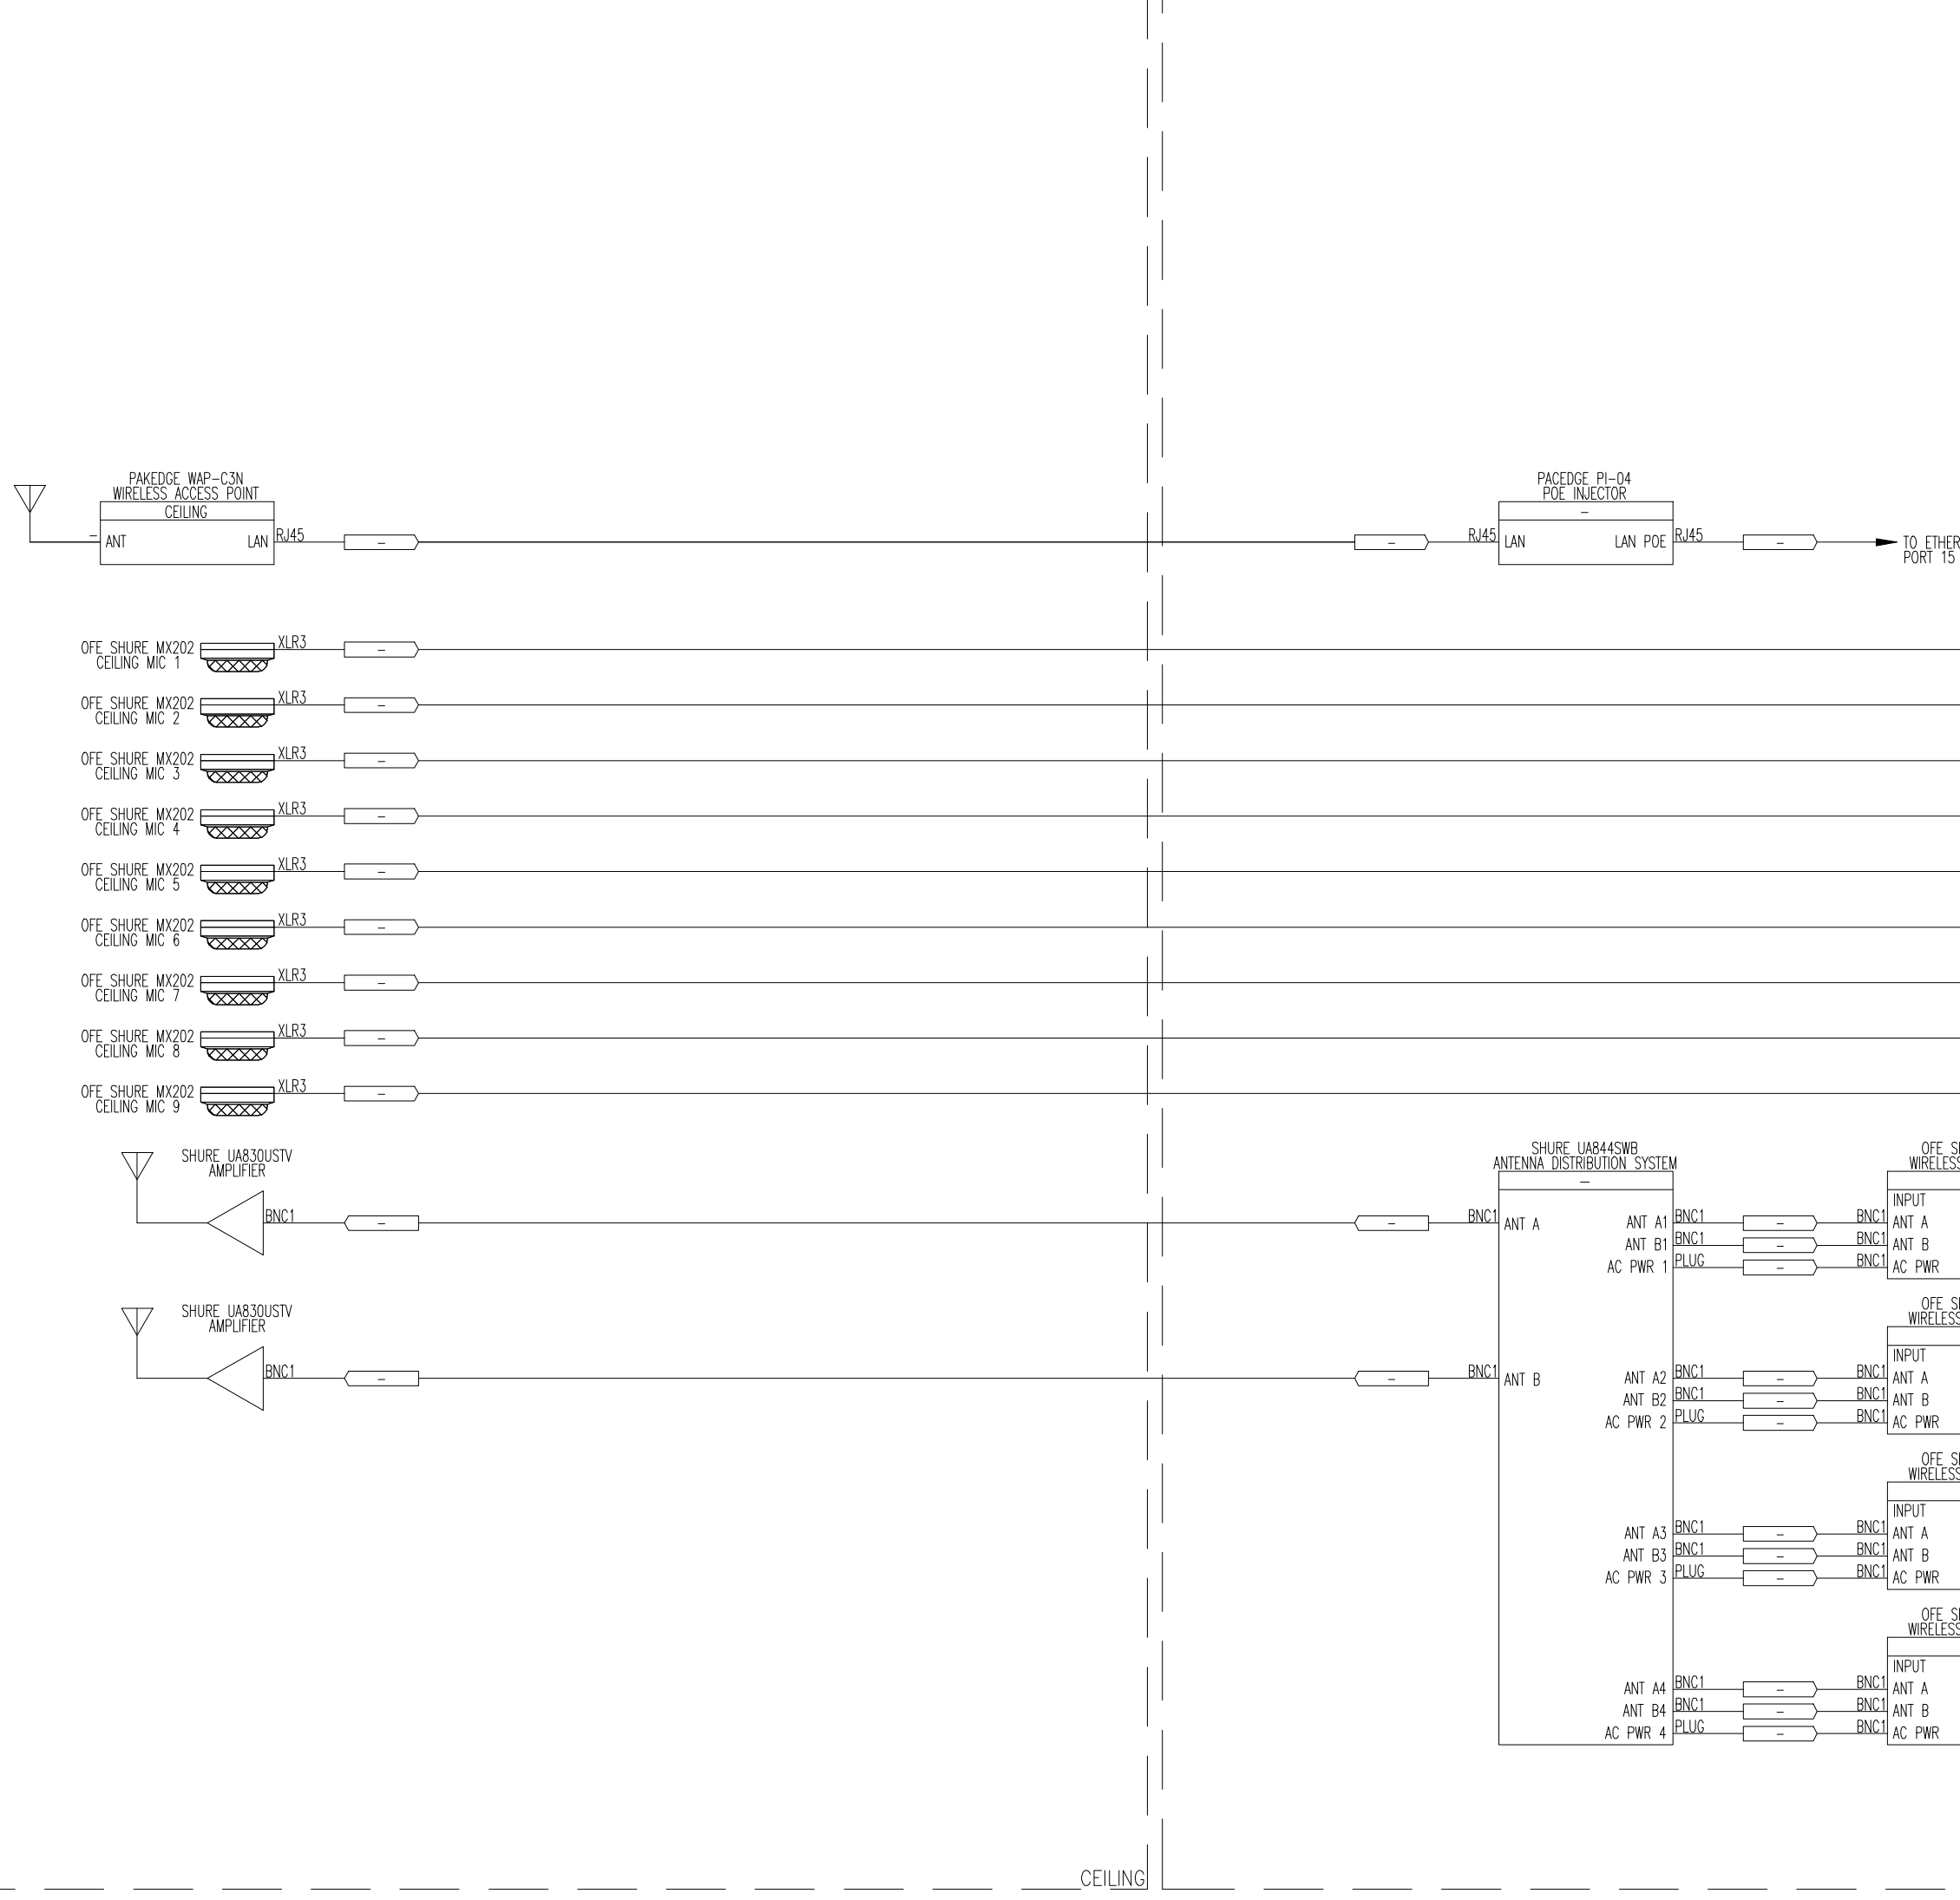 PAKEDGE WAP-C3N
WIRELESS ACCESS POINT
CEILING
-
ANT
LAN
RJ45
-
-
RJ45
PACEDGE PI-04
POE INJECTOR
-
LAN
LAN POE
RJ45
-
TO ETHER
PORT 15
OFE SHURE MX202
CEILING MIC 1
XLR3
-
OFE SHURE MX202
CEILING MIC 2
XLR3
-
OFE SHURE MX202
CEILING MIC 3
XLR3
-
OFE SHURE MX202
CEILING MIC 4
XLR3
-
OFE SHURE MX202
CEILING MIC 5
XLR3
-
OFE SHURE MX202
CEILING MIC 6
XLR3
-
OFE SHURE MX202
CEILING MIC 7
XLR3
-
OFE SHURE MX202
CEILING MIC 8
XLR3
-
OFE SHURE MX202
CEILING MIC 9
XLR3
-
SHURE UA830USTV
AMPLIFIER
BNC1
-
-
BNC1
SHURE UA830USTV
AMPLIFIER
BNC1
-
-
BNC1
SHURE UA844SWB
ANTENNA DISTRIBUTION SYSTEM
-
ANT A
ANT B
ANT A1 BNC1 - BNC1
ANT B1 BNC1 - BNC1
AC PWR 1 PLUG - BNC1
ANT A2 BNC1 - BNC1
ANT B2 BNC1 - BNC1
AC PWR 2 PLUG - BNC1
ANT A3 BNC1 - BNC1
ANT B3 BNC1 - BNC1
AC PWR 3 PLUG - BNC1
ANT A4 BNC1 - BNC1
ANT B4 BNC1 - BNC1
AC PWR 4 PLUG - BNC1
OFE
WIRELESS
INPUT
ANT A
ANT B
AC PWR
OFE
WIRELESS
INPUT
ANT A
ANT B
AC PWR
OFE
WIRELESS
INPUT
ANT A
ANT B
AC PWR
OFE
WIRELESS
INPUT
ANT A
ANT B
AC PWR
CEILING